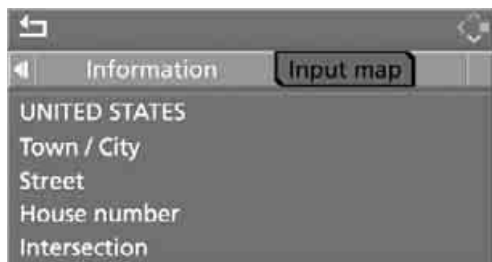 Information Input map
UNITED STATES
Town / City
Street
House number
Intersection